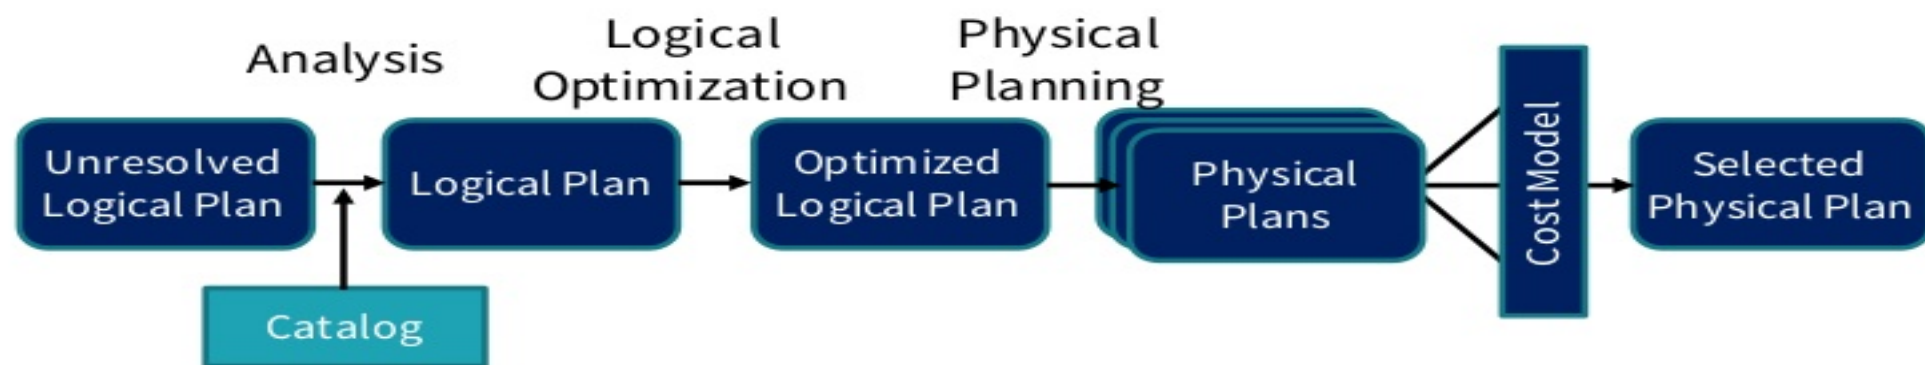 Analysis
Logical
Optimization
Physical
Planning
Unresolved
Logical Plan
Logical Plan
Optimized
Logical Plan
Physical
Plans
Cost Model
Selected
Physical Plan
Catalog